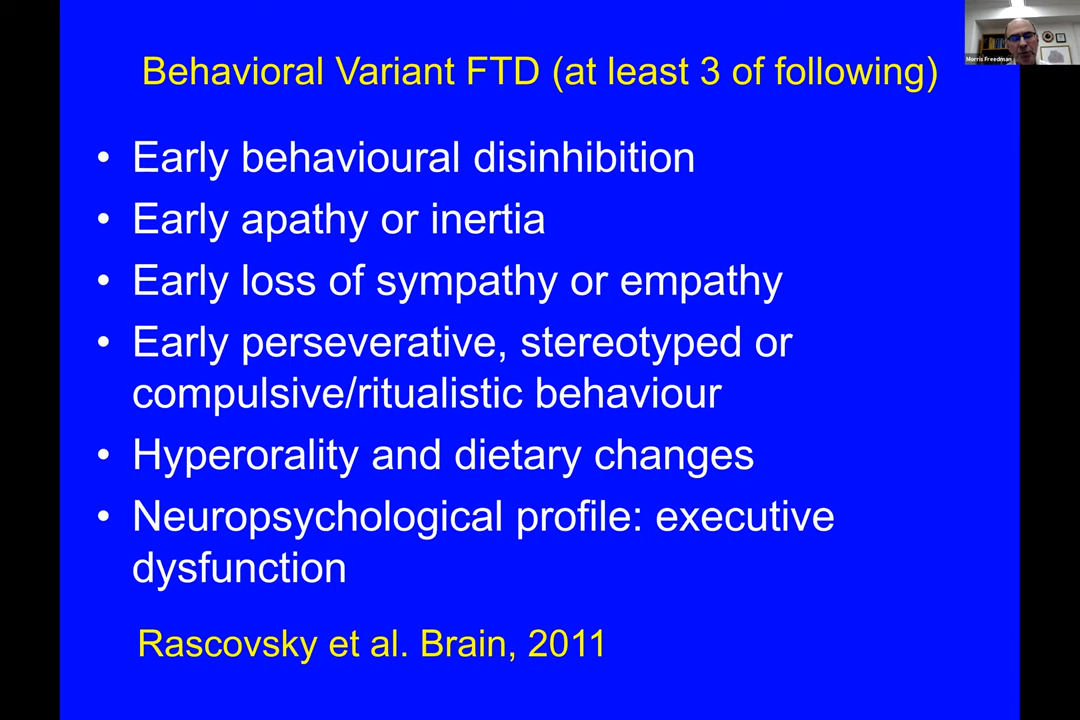 Behavioral Variant FTD (at least 3 of following)
Morris Freedman
• Early behavioural disinhibition
• Early apathy or inertia
• Early loss of sympathy or empathy
• Early perseverative, stereotyped or
compulsive/ritualistic behaviour
• Hyperorality and dietary changes
• Neuropsychological profile: executive
dysfunction
Rascovsky et al. Brain, 2011